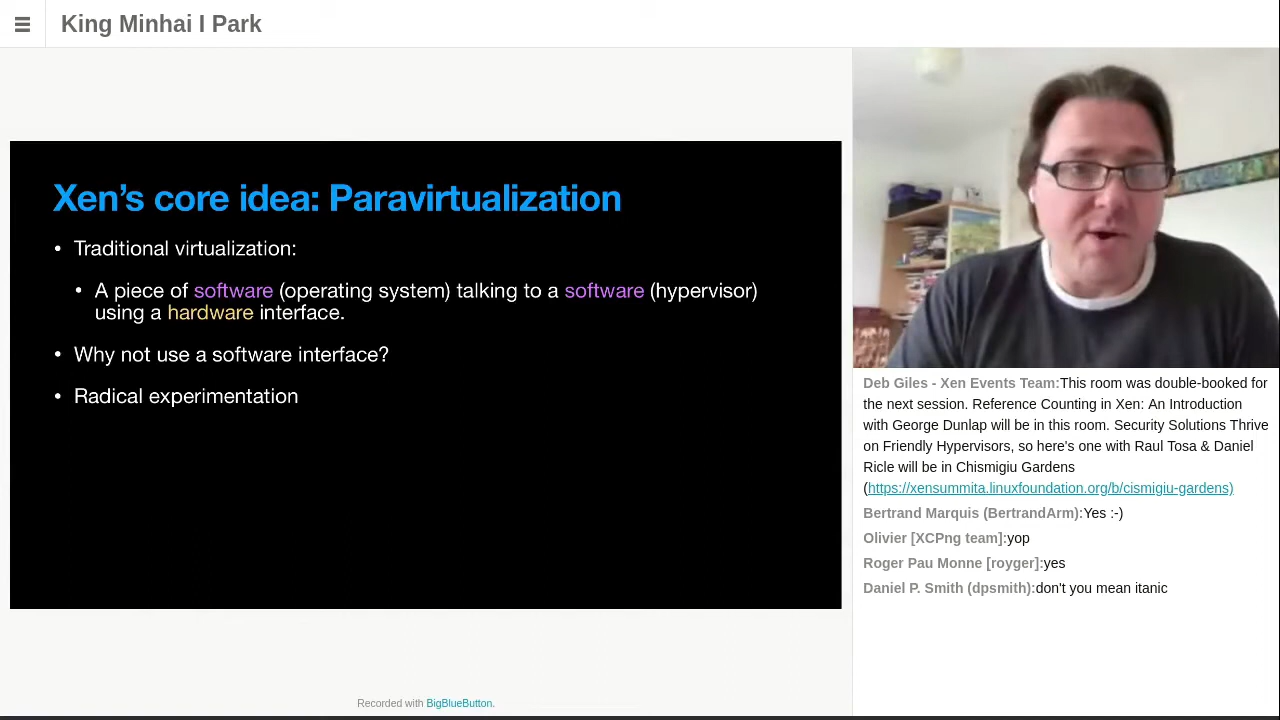 King Minhai I Park
Xen's core idea: Paravirtualization
• Traditional virtualization:
• A piece of software (operating system) talking to a software (hypervisor)
using a hardware interface.
• Why not use a software interface?
• Radical experimentation
Deb Giles - Xen Events Team:This room was double-booked for
the next session. Reference Counting in Xen: An Introduction
with George Dunlap will be in this room. Security Solutions Thrive
on Friendly Hypervisors, so here's one with Raul Tosa & Daniel
Ricle will be in Chismigiu Gardens
(https://xensummita.linuxfoundation.org/b/cismigiu-gardens)
Bertrand Marquis (BertrandArm):Yes :-)
Olivier [XCPng team]:yop
Roger Pau Monne [royger]:yes
Daniel P. Smith (dpsmith):don't you mean itanic
Recorded with BigBlueButton.